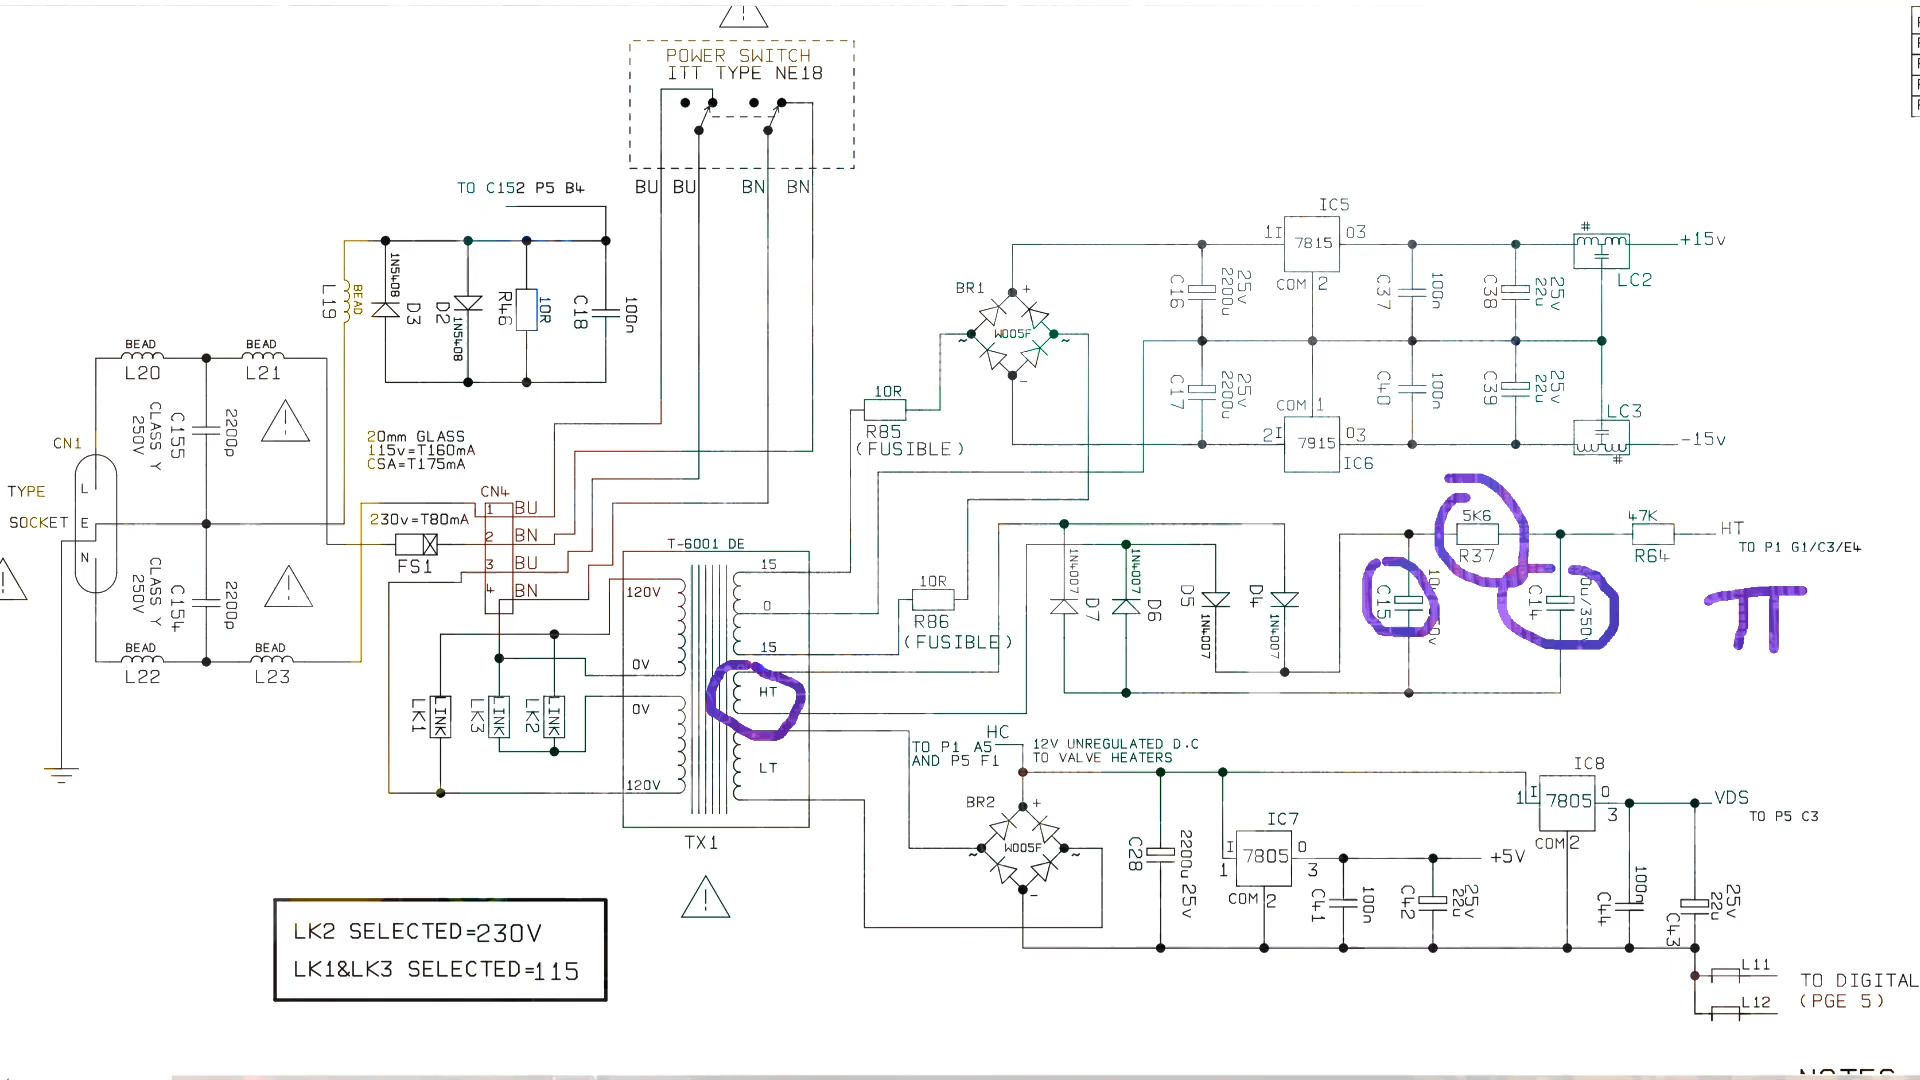 POWER SWITCH
ITT TYPE NE18
TO C152 P5 B4
BU BU BN BN
1N5408
D3
D2
1N5408
R46
10R
C18
100n
L19
BEAD
BEAD
L20
BEAD
L21
CN1
CLASS Y
250V
C155
2200p
20mm GLASS
115v=T160mA
CSA=T175mA
TYPE
SOCKET
L
E
N
230v=T80mA
FS1
CN4
1 BU
2 BN
3 BU
4 BN
CLASS Y
250V
C154
2200p
BEAD
L22
BEAD
L23
T-6001 DE
120V
0V
0V
120V
15
0
15
HT
LT
TX1
LINK
LK1
LINK
LK3
LINK
LK2
LK2 SELECTED=230V
LK1&LK3 SELECTED=115
10R
R85
(FUSIBLE)
10R
R86
(FUSIBLE)
BR1
W005F
+
~
~
-
C16
2200u
25v
C17
2200u
25v
IC5
1 I 7815 O 3
COM 2
COM 1
2 I 7915 O 3
IC6
C37
100n
C38
22u
25v
C40
100n
C39
22u
25v
#
LC2
+15v
LC3
#
-15v
1N4007
D7
1N4007
D6
D5
1N4007
D4
1N4007
5K6
R37
C15
C14
47K
R64
HT
TO P1 G1/C3/E4
π
HC
TO P1 A5
AND P5 F1
12V UNREGULATED D.C
TO VALVE HEATERS
BR2
W005F
+
~
~
-
C28
2200u
25v
IC7
I 7805 O
1 3
COM 2
+5V
C41
100n
C42
22u
25v
IC8
1 I 7805 O
3
COM 2
VDS
TO P5 C3
C44
100n
C43
22u
25v
L11
L12
TO DIGITAL
(PGE 5)